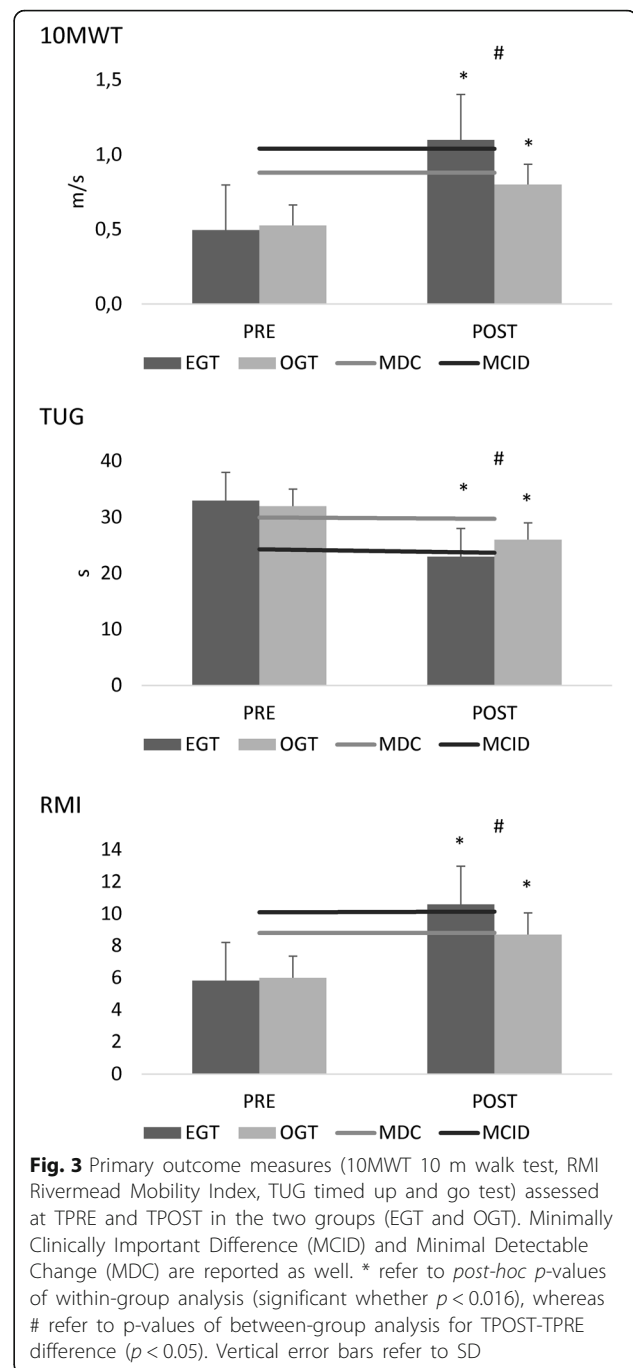 10MWT
#
1,5
*
*
1,0
m/s
0,5
0,0
PRE
POST
EGT OGT MDC MCID
TUG
40
#
*
*
30
s
20
10
0
PRE
POST
EGT OGT MDC MCID
RMI
#
14
*
12
*
10
8
6
4
2
0
PRE
POST
EGT OGT MDC MCID
Fig. 3 Primary outcome measures (10MWT 10 m walk test, RMI
Rivermead Mobility Index, TUG timed up and go test) assessed
at TPRE and TPOST in the two groups (EGT and OGT). Minimally
Clinically Important Difference (MCID) and Minimal Detectable
Change (MDC) are reported as well. * refer to post-hoc p-values
of within-group analysis (significant whether p < 0.016), whereas
# refer to p-values of between-group analysis for TPOST-TPRE
difference (p < 0.05). Vertical error bars refer to SD